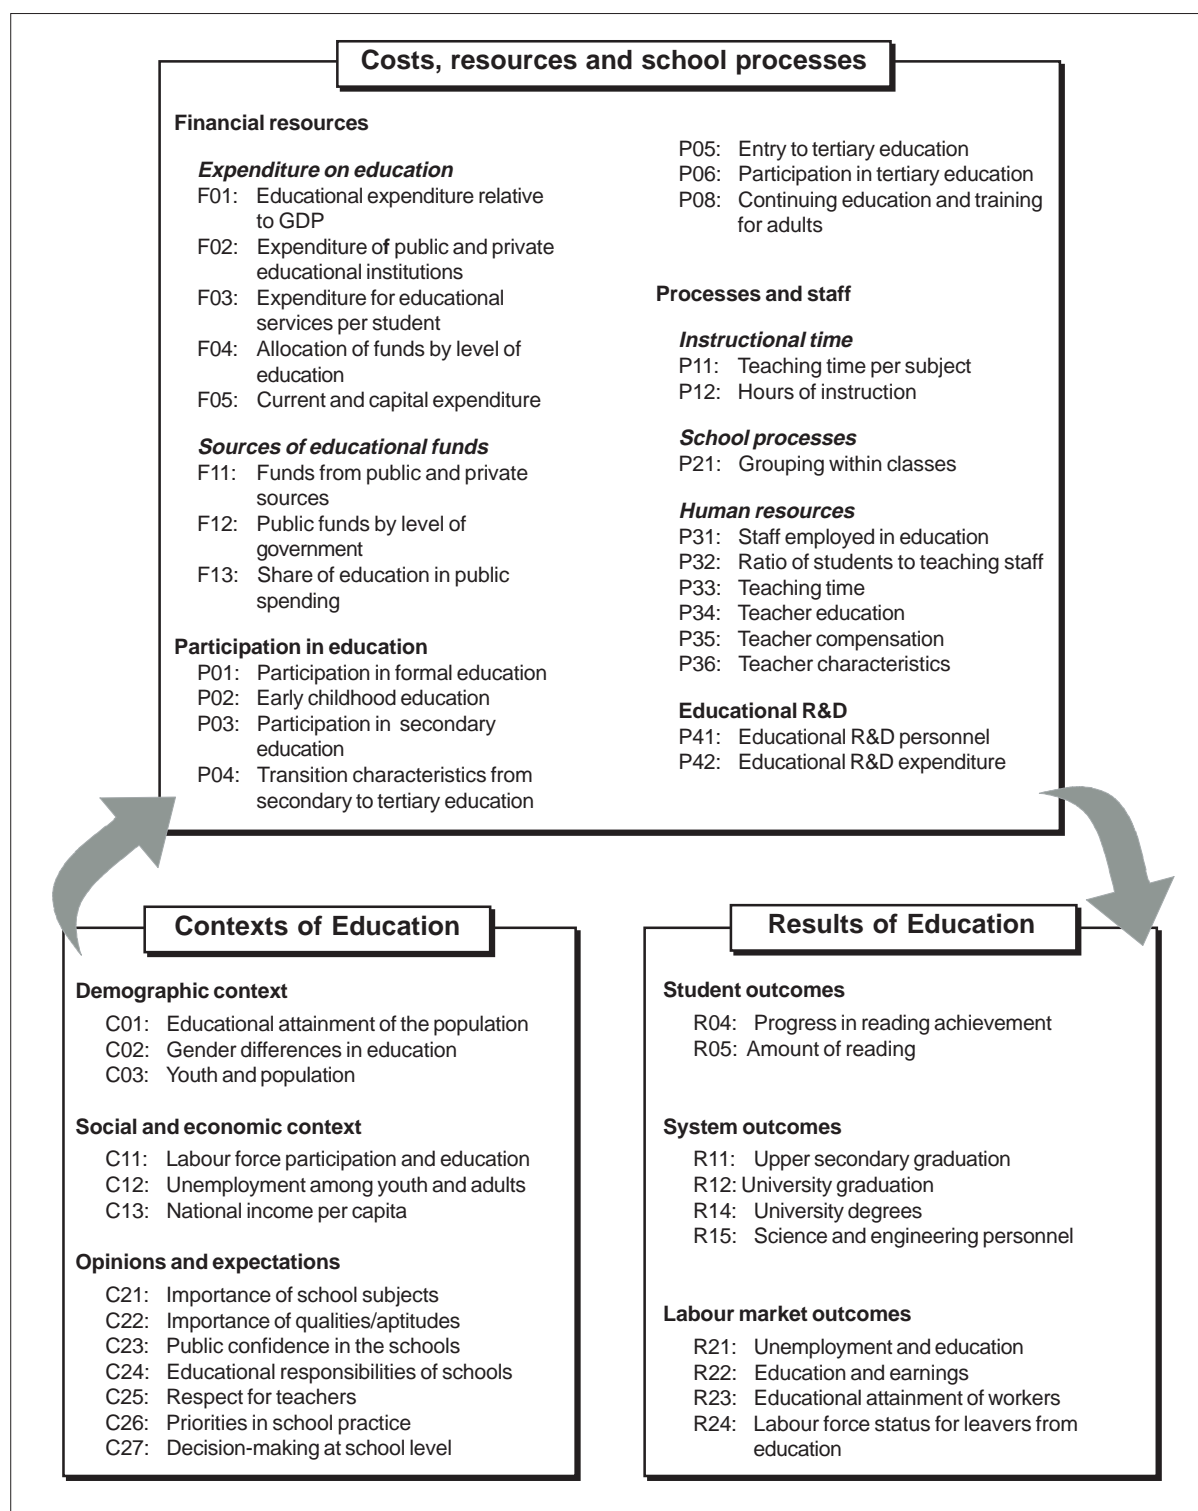 Costs, resources and school processes
Financial resources
Expenditure on education
F01: Educational expenditure relative
to GDP
F02: Expenditure of public and private
educational institutions
F03: Expenditure for educational
services per student
F04: Allocation of funds by level of
education
F05: Current and capital expenditure
Sources of educational funds
F11: Funds from public and private
sources
F12: Public funds by level of
government
F13: Share of education in public
spending
Participation in education
P01: Participation in formal education
P02: Early childhood education
P03: Participation in secondary
education
P04: Transition characteristics from
secondary to tertiary education
P05: Entry to tertiary education
P06: Participation in tertiary education
P08: Continuing education and training
for adults
Processes and staff
Instructional time
P11: Teaching time per subject
P12: Hours of instruction
School processes
P21: Grouping within classes
Human resources
P31: Staff employed in education
P32: Ratio of students to teaching staff
P33: Teaching time
P34: Teacher education
P35: Teacher compensation
P36: Teacher characteristics
Educational R&D
P41: Educational R&D personnel
P42: Educational R&D expenditure
Contexts of Education
Demographic context
C01: Educational attainment of the population
C02: Gender differences in education
C03: Youth and population
Social and economic context
C11: Labour force participation and education
C12: Unemployment among youth and adults
C13: National income per capita
Opinions and expectations
C21: Importance of school subjects
C22: Importance of qualities/aptitudes
C23: Public confidence in the schools
C24: Educational responsibilities of schools
C25: Respect for teachers
C26: Priorities in school practice
C27: Decision-making at school level
Results of Education
Student outcomes
R04: Progress in reading achievement
R05: Amount of reading
System outcomes
R11: Upper secondary graduation
R12: University graduation
R14: University degrees
R15: Science and engineering personnel
Labour market outcomes
R21: Unemployment and education
R22: Education and earnings
R23: Educational attainment of workers
R24: Labour force status for leavers from
education